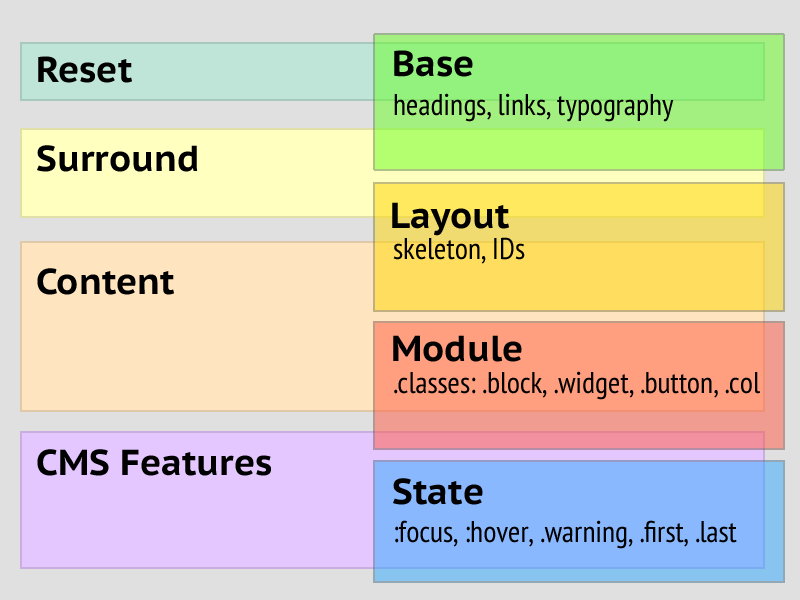 Reset
Surround
Content
CMS Features
Base
headings, links, typography
Layout
skeleton, IDs
Module
.classes: .block, .widget, .button, .col
State
:focus, :hover, .warning, .first, .last